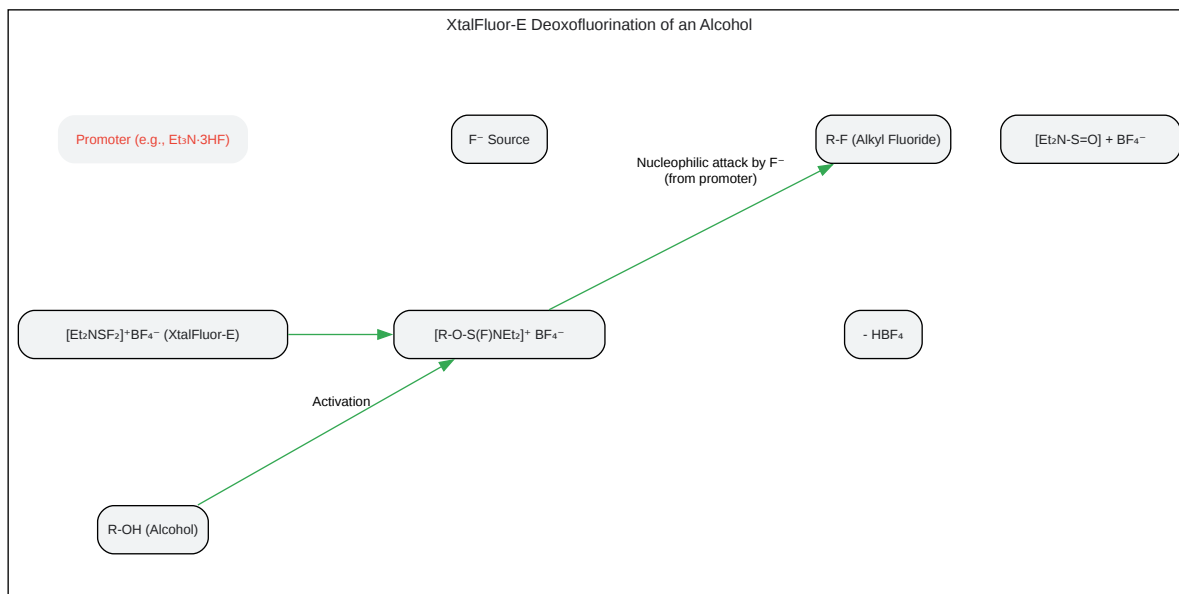 XtalFluor-E Deoxofluorination of an Alcohol
Promoter (e.g., Et₃N·3HF)
F⁻ Source
R-F (Alkyl Fluoride)
[Et₂N-S=O] + BF₄⁻
Nucleophilic attack by F⁻
(from promoter)
[Et₂NSF₂]⁺BF₄⁻ (XtalFluor-E)
[R-O-S(F)NEt₂]⁺ BF₄⁻
- HBF₄
Activation
R-OH (Alcohol)